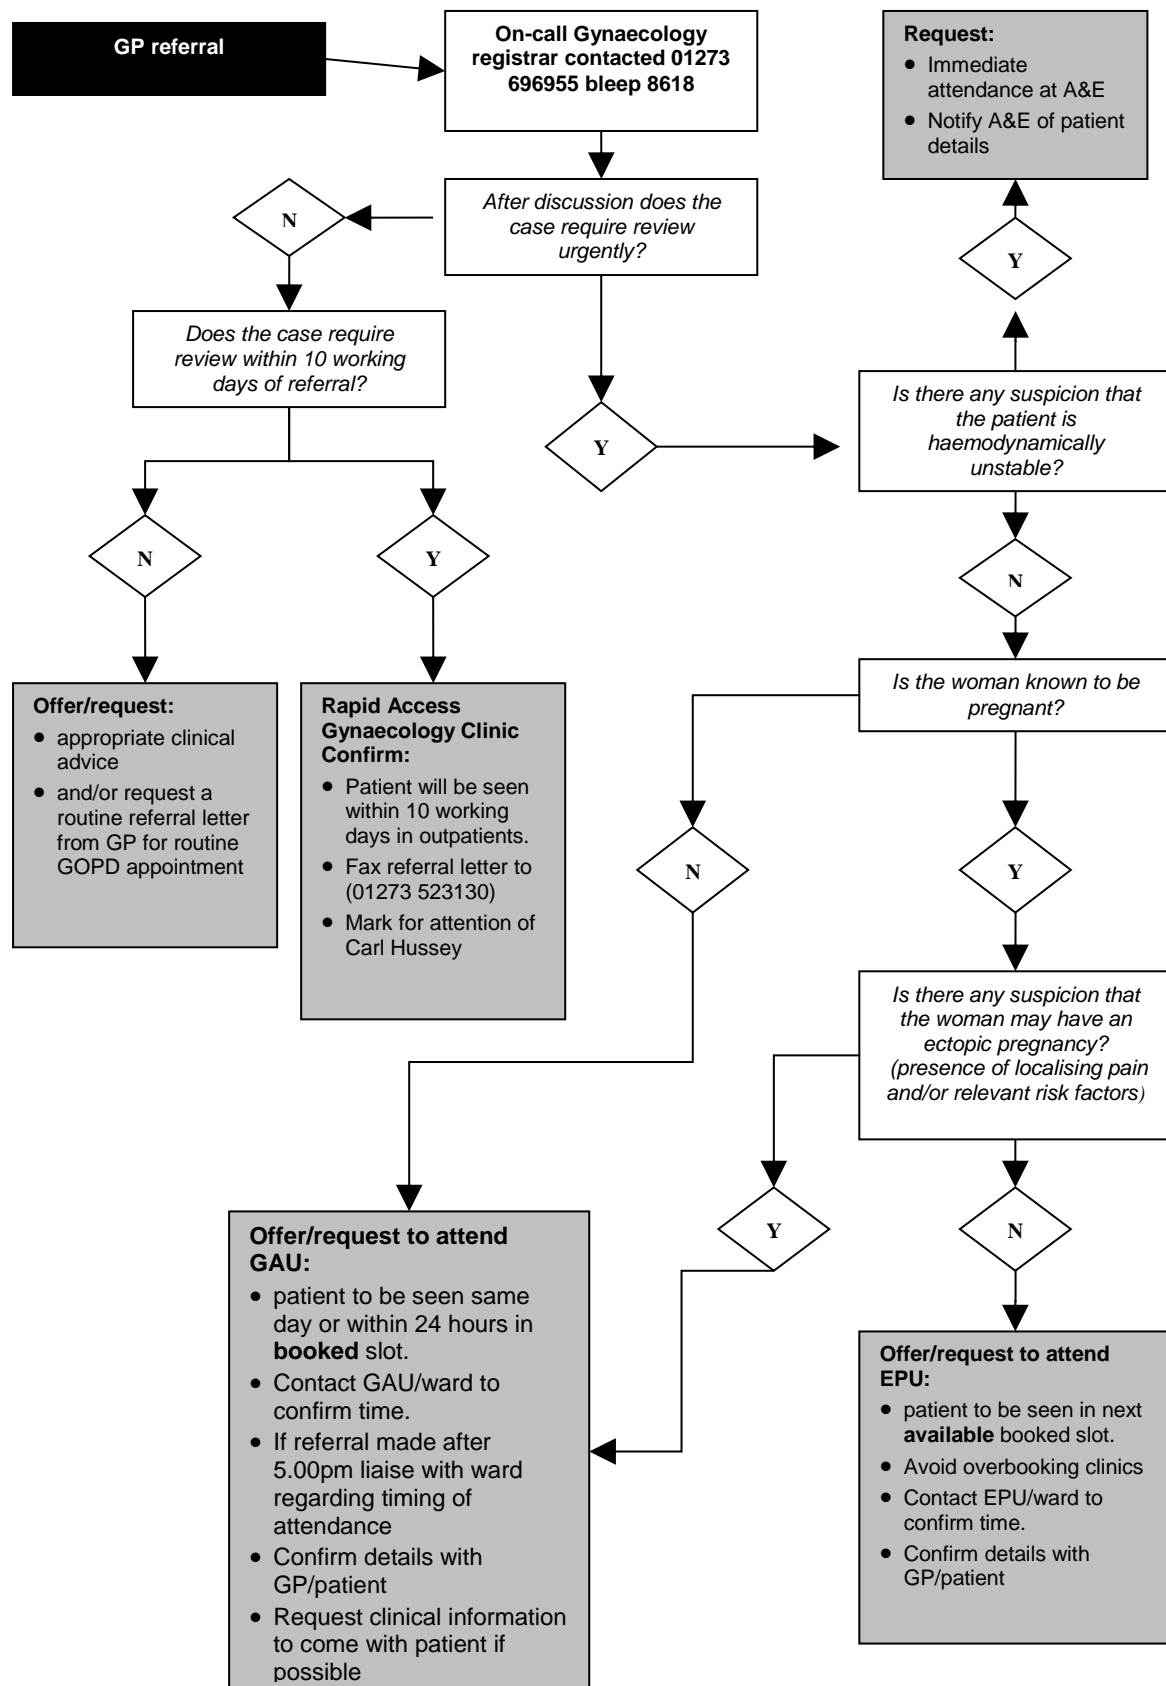 GP referral
On-call Gynaecology
registrar contacted 01273
696955 bleep 8618
Request:
• Immediate
attendance at A&E
• Notify A&E of patient
details
N
After discussion does the
case require review
urgently?
Y
Does the case require
review within 10 working
days of referral?
Y
Is there any suspicion that
the patient is
haemodynamically
unstable?
N
Y
N
Is the woman known to be
pregnant?
Offer/request:
• appropriate clinical
advice
• and/or request a
routine referral letter
from GP for routine
GOPD appointment
Rapid Access
Gynaecology Clinic
Confirm:
• Patient will be seen
within 10 working
days in outpatients.
• Fax referral letter to
(01273 523130)
• Mark for attention of
Carl Hussey
N
Y
Is there any suspicion that
the woman may have an
ectopic pregnancy?
(presence of localising pain
and/or relevant risk factors)
Y
N
Offer/request to attend
GAU:
• patient to be seen same
day or within 24 hours in
booked slot.
• Contact GAU/ward to
confirm time.
• If referral made after
5.00pm liaise with ward
regarding timing of
attendance
• Confirm details with
GP/patient
• Request clinical information
to come with patient if
possible
Offer/request to attend
EPU:
• patient to be seen in next
available booked slot.
• Avoid overbooking clinics
• Contact EPU/ward to
confirm time.
• Confirm details with
GP/patient